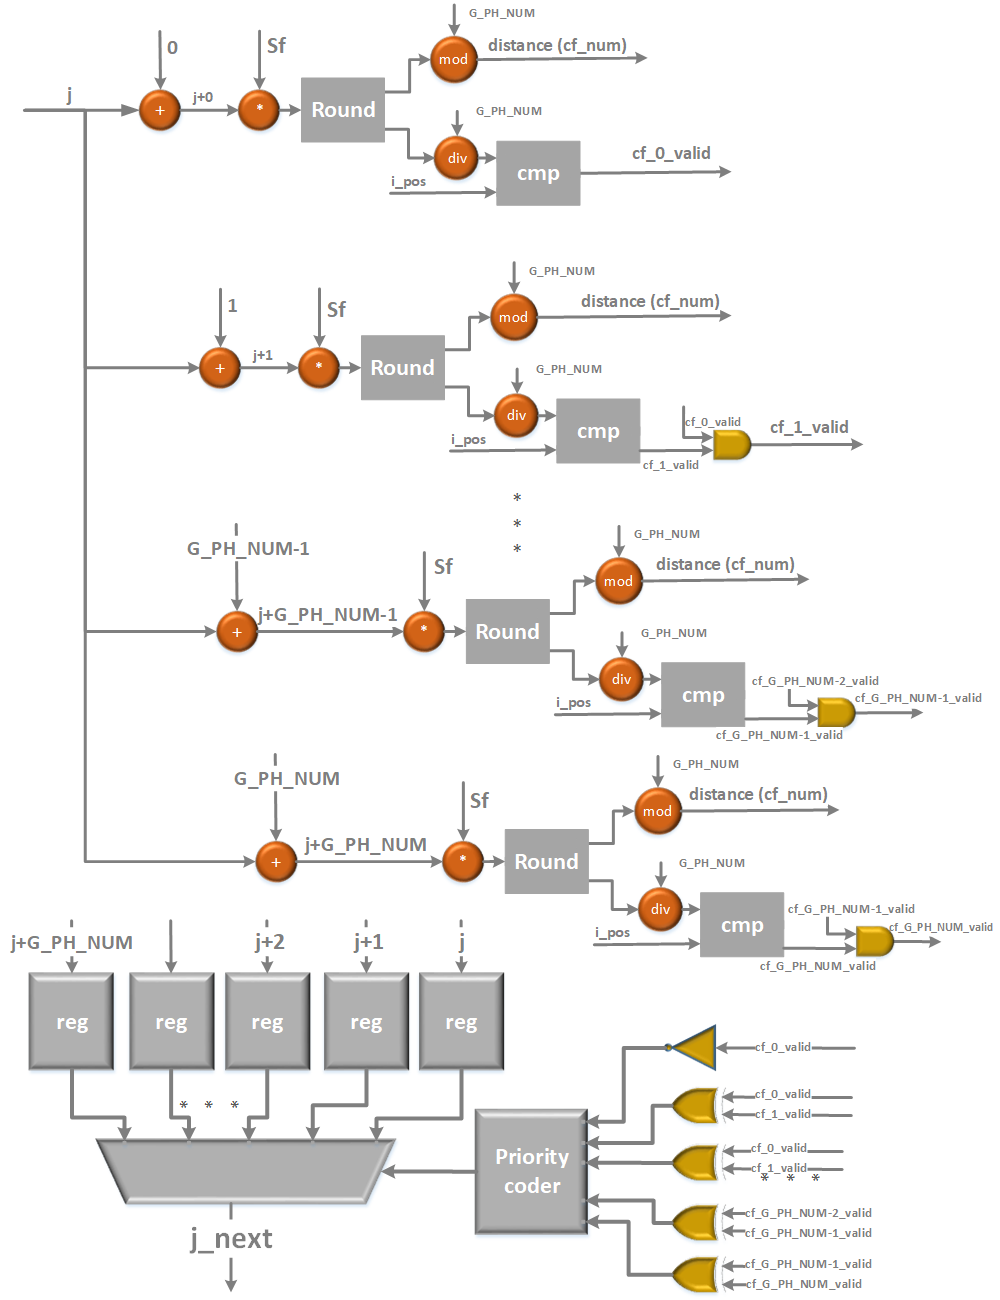 G_PH_NUM
0
Sf
distance (cf_num)
mod
j
+
j+0
*
Round
G_PH_NUM
div
cf_0_valid
cmp
i_pos
G_PH_NUM
1
Sf
distance (cf_num)
mod
j+1
+
*
Round
G_PH_NUM
div
cmp
cf_0_valid
cf_1_valid
i_pos
cf_1_valid
*
*
*
G_PH_NUM-1
G_PH_NUM
Sf
distance (cf_num)
mod
j+G_PH_NUM-1
+
*
Round
G_PH_NUM
div
cmp
cf_G_PH_NUM-2_valid
cf_G_PH_NUM-1_valid
i_pos
cf_G_PH_NUM-1_valid
G_PH_NUM
G_PH_NUM
Sf
distance (cf_num)
mod
j+G_PH_NUM
+
*
Round
G_PH_NUM
div
cmp
cf_G_PH_NUM-1_valid
cf_G_PH_NUM_valid
i_pos
cf_G_PH_NUM_valid
j+G_PH_NUM
j+2
j+1
j
reg
reg
reg
reg
reg
* * *
cf_0_valid
cf_0_valid
cf_1_valid
cf_0_valid
cf_1_valid
* * *
Priority
coder
cf_G_PH_NUM-2_valid
cf_G_PH_NUM-1_valid
cf_G_PH_NUM-1_valid
cf_G_PH_NUM_valid
j_next